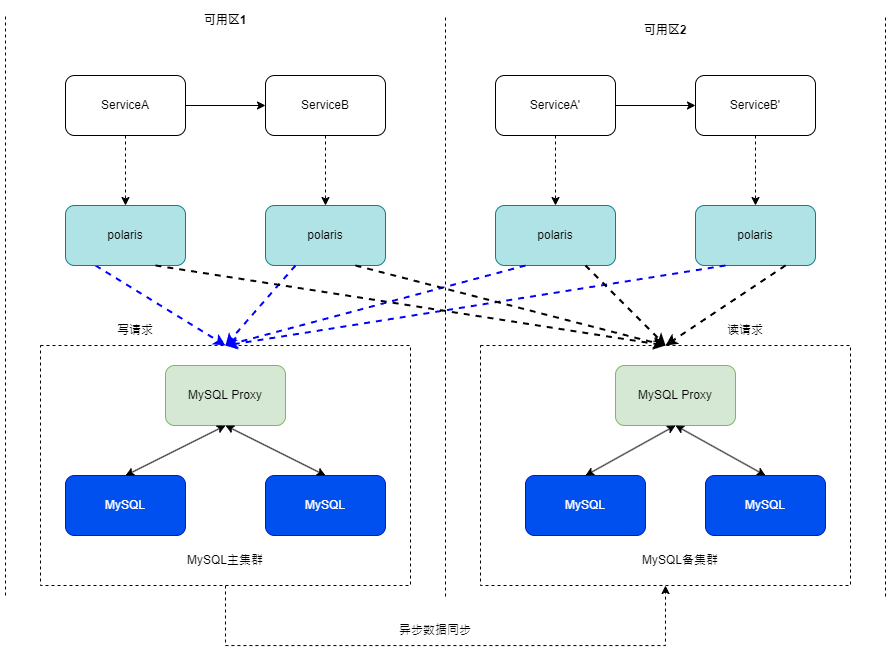 可用区1
可用区2
ServiceA
ServiceB
ServiceA'
ServiceB'
polaris
polaris
polaris
polaris
写请求
读请求
MySQL Proxy
MySQL Proxy
MySQL
MySQL
MySQL
MySQL
MySQL主集群
MySQL备集群
异步数据同步